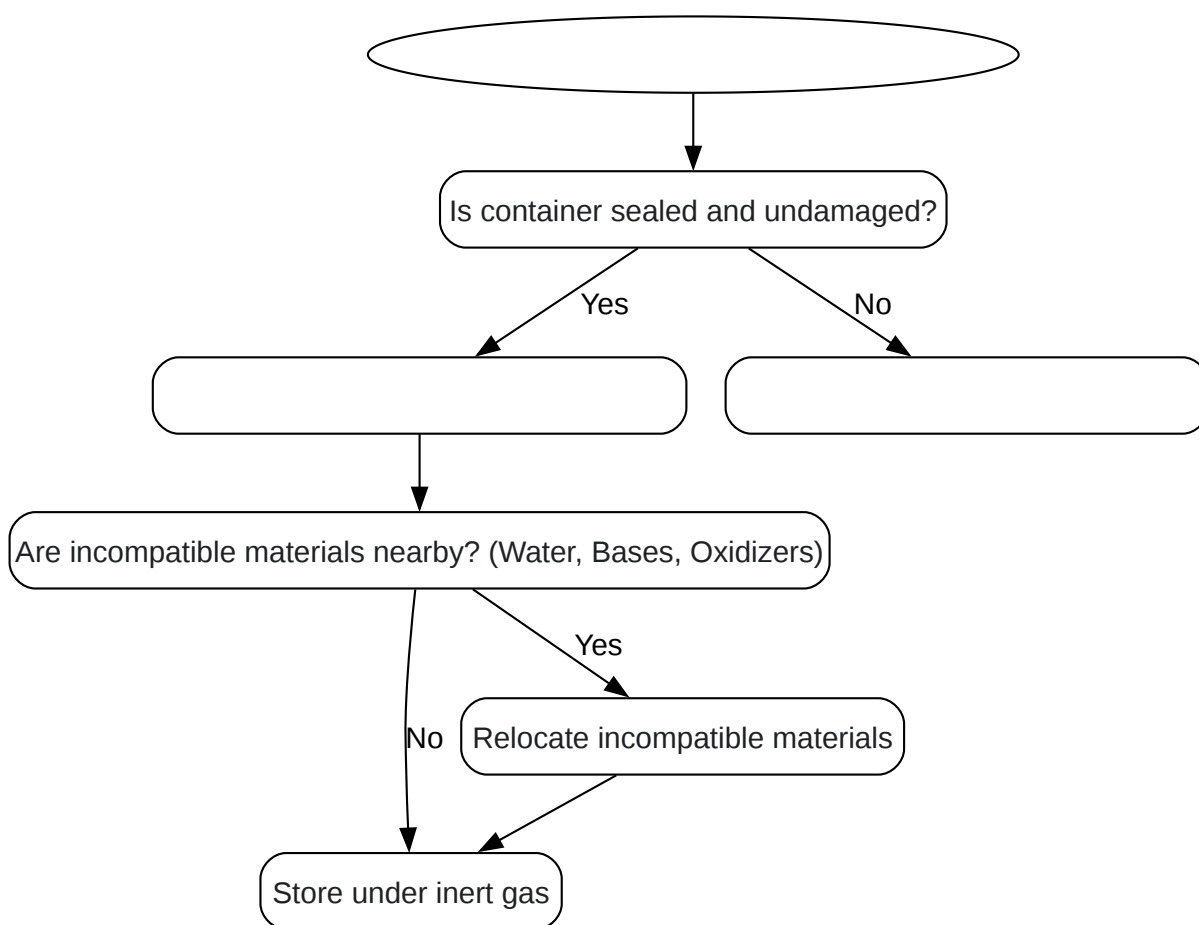 Is container sealed and undamaged?
Yes
No
Are incompatible materials nearby? (Water, Bases, Oxidizers)
Yes
No
Relocate incompatible materials
Store under inert gas